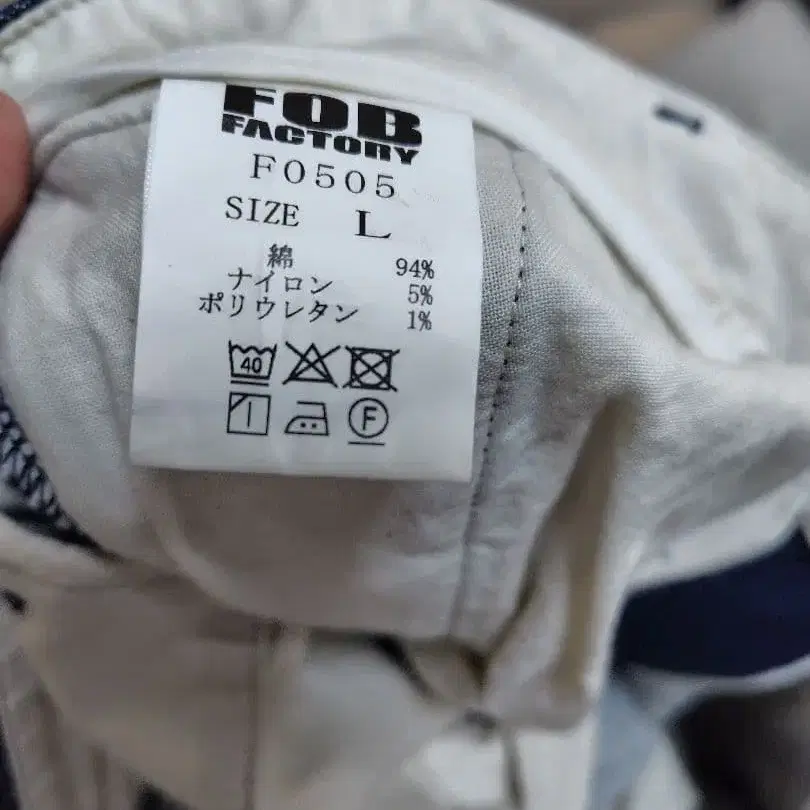 FOB
FACTORY
F0505
SIZE L
綿 94%
ナイロン 5%
ポリウレタン 1%
40
F